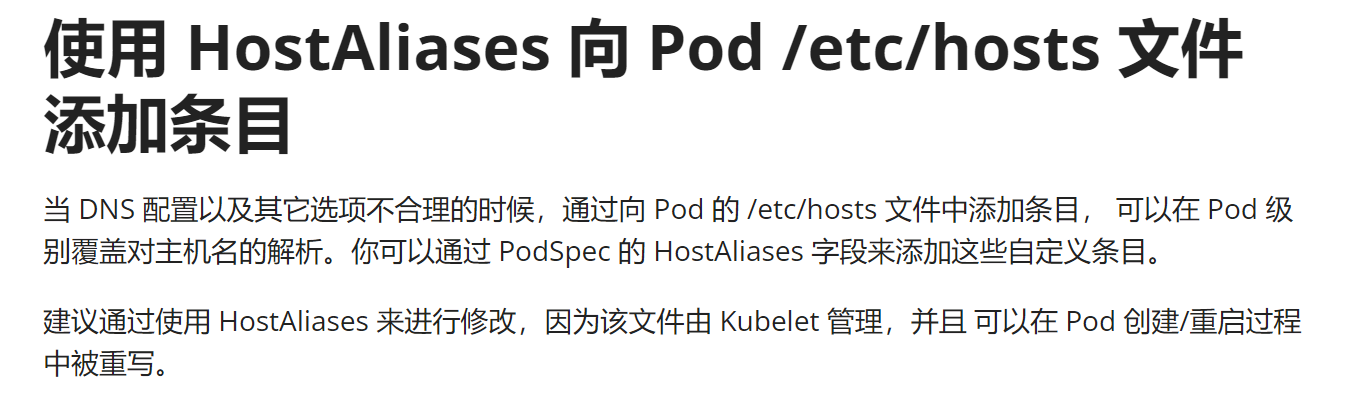 使用 HostAliases 向 Pod /etc/hosts 文件
添加条目
当 DNS 配置以及其它选项不合理的时候，通过向 Pod 的 /etc/hosts 文件中添加条目， 可以在 Pod 级
别覆盖对主机名的解析。你可以通过 PodSpec 的 HostAliases 字段来添加这些自定义条目。
建议通过使用 HostAliases 来进行修改，因为该文件由 Kubelet 管理，并且 可以在 Pod 创建/重启过程
中被重写。